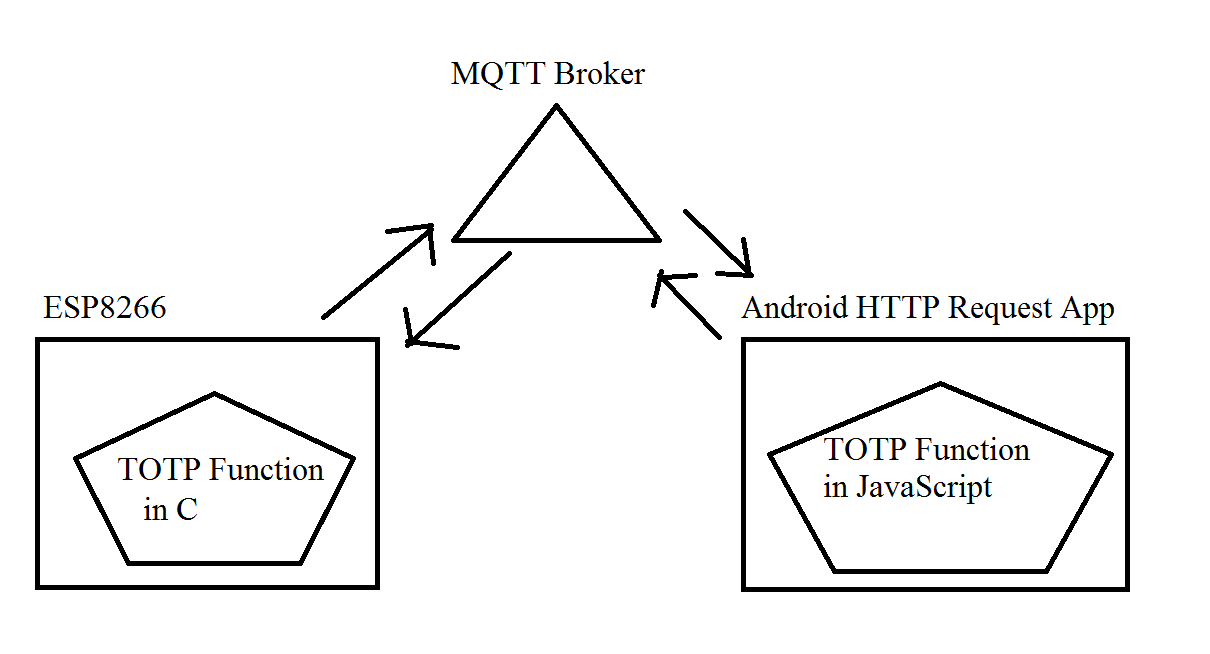 MQTT Broker
ESP8266
Android HTTP Request App
TOTP Function
in C
TOTP Function
in JavaScript